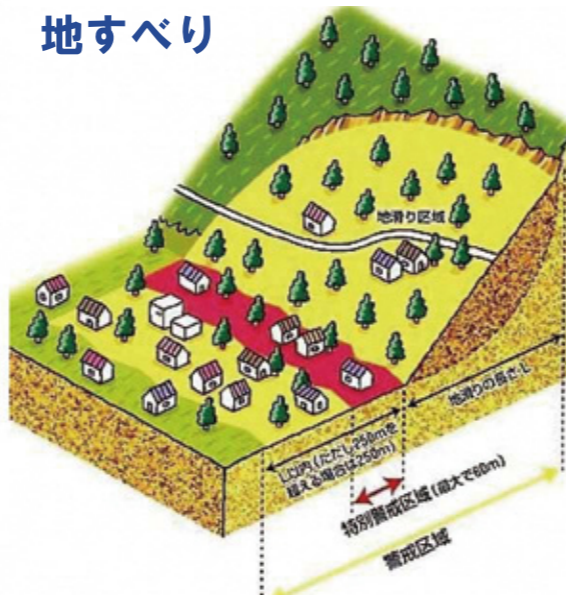 地すべり
地滑り区域
地滑りの長さ:L
L以内(ただし250mを
超える場合は250m)
特別警戒区域(最大で60m)
警戒区域